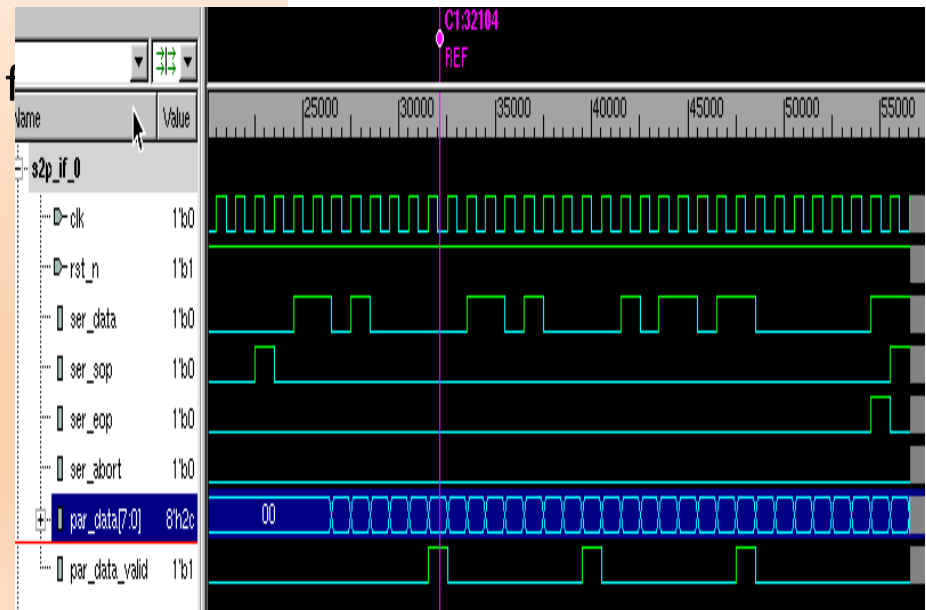 C1:32104
REF
f
Name Value
25000 30000 35000 40000 45000 50000 55000
s2p_if_0
clk 1'b0
rst_n 1'b1
ser_data 1'b0
ser_sop 1'b0
ser_eop 1'b0
ser_abort 1'b0
par_data[7:0] 8'h2c 00
par_data_valid 1'b1